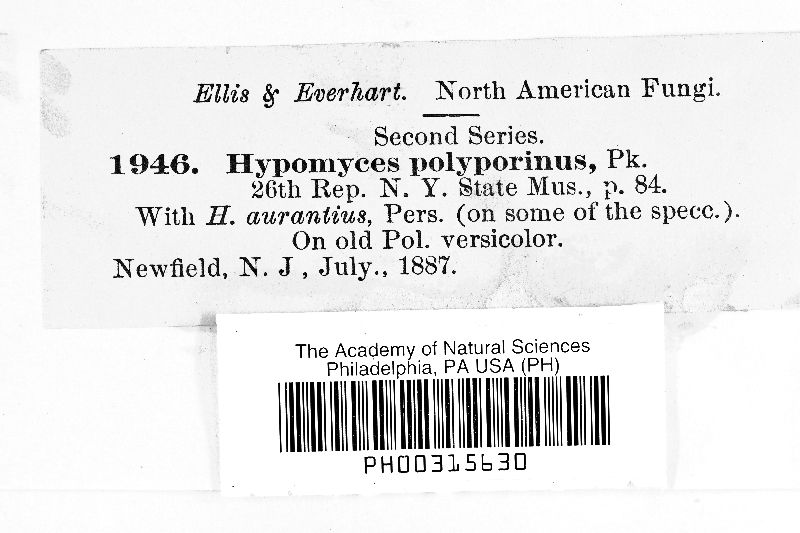 Ellis & Everhart. North American Fungi.
Second Series.
1946. Hypomyces polyporinus, Pk.
26th Rep. N. Y. State Mus., p. 84.
With H. aurantius, Pers. (on some of the specc.).
On old Pol. versicolor.
Newfield, N. J , July., 1887.
The Academy of Natural Sciences
Philadelphia, PA USA (PH)
PH00315630